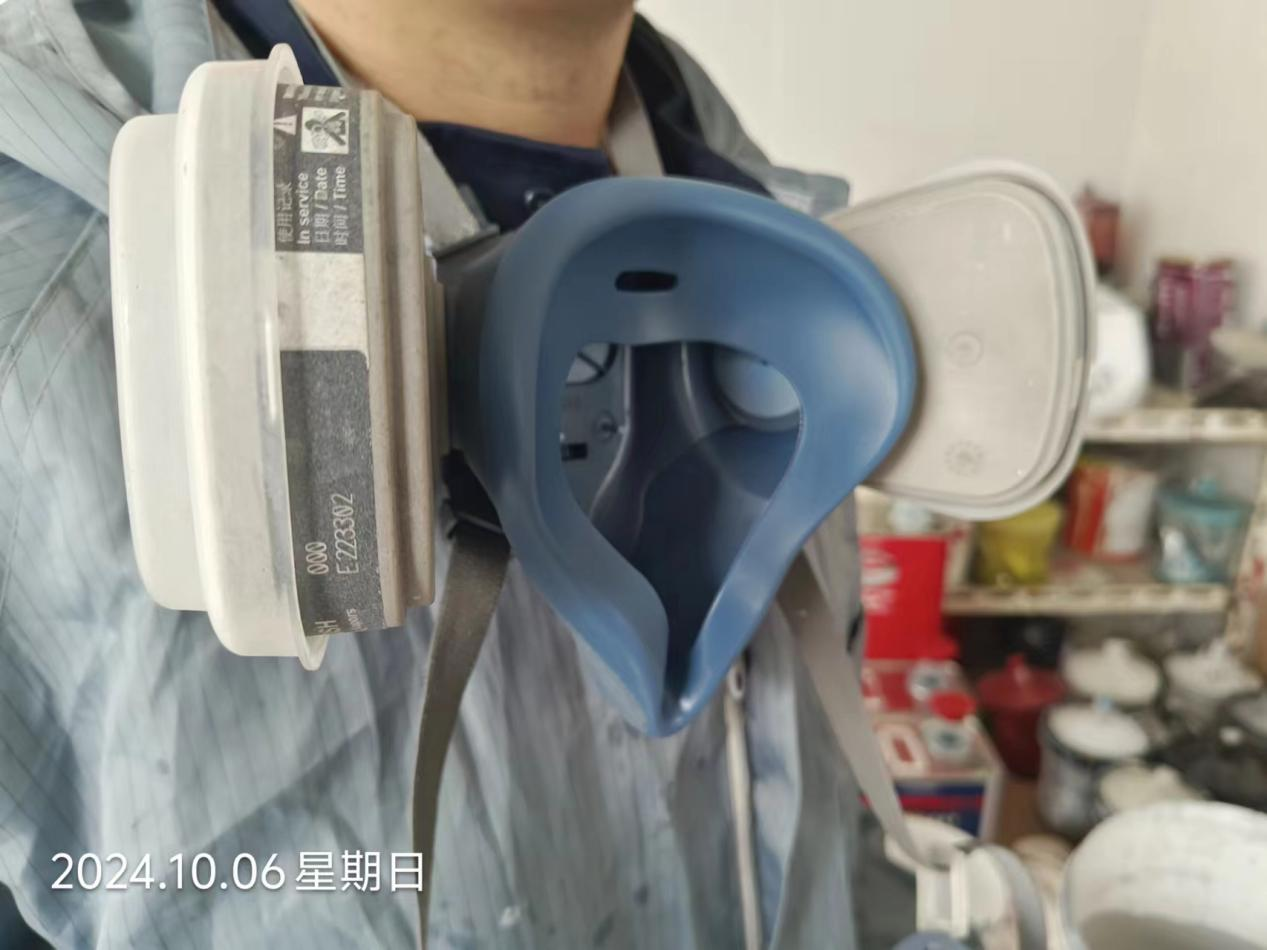 使用记录
In service
日期 / Date
时间 / Time
000
E223302
2024.10.06 星期日